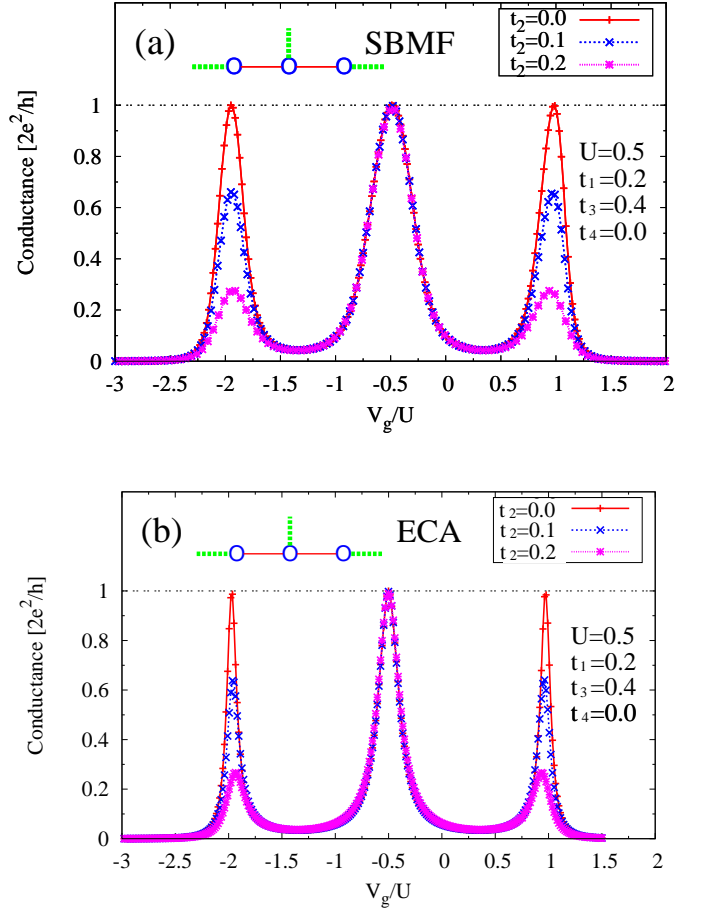 (a)
SBMF
t2=0.0
t2=0.1
t2=0.2
1
0.8
0.6
0.4
0.2
0
Conductance [2e^2/h]
U=0.5
t1=0.2
t3=0.4
t4=0.0
-3 -2.5 -2 -1.5 -1 -0.5 0 0.5 1 1.5 2
Vg/U
(b)
ECA
t2=0.0
t2=0.1
t2=0.2
1
0.8
0.6
0.4
0.2
0
Conductance [2e^2/h]
U=0.5
t1=0.2
t3=0.4
t4=0.0
-3 -2.5 -2 -1.5 -1 -0.5 0 0.5 1 1.5 2
Vg/U